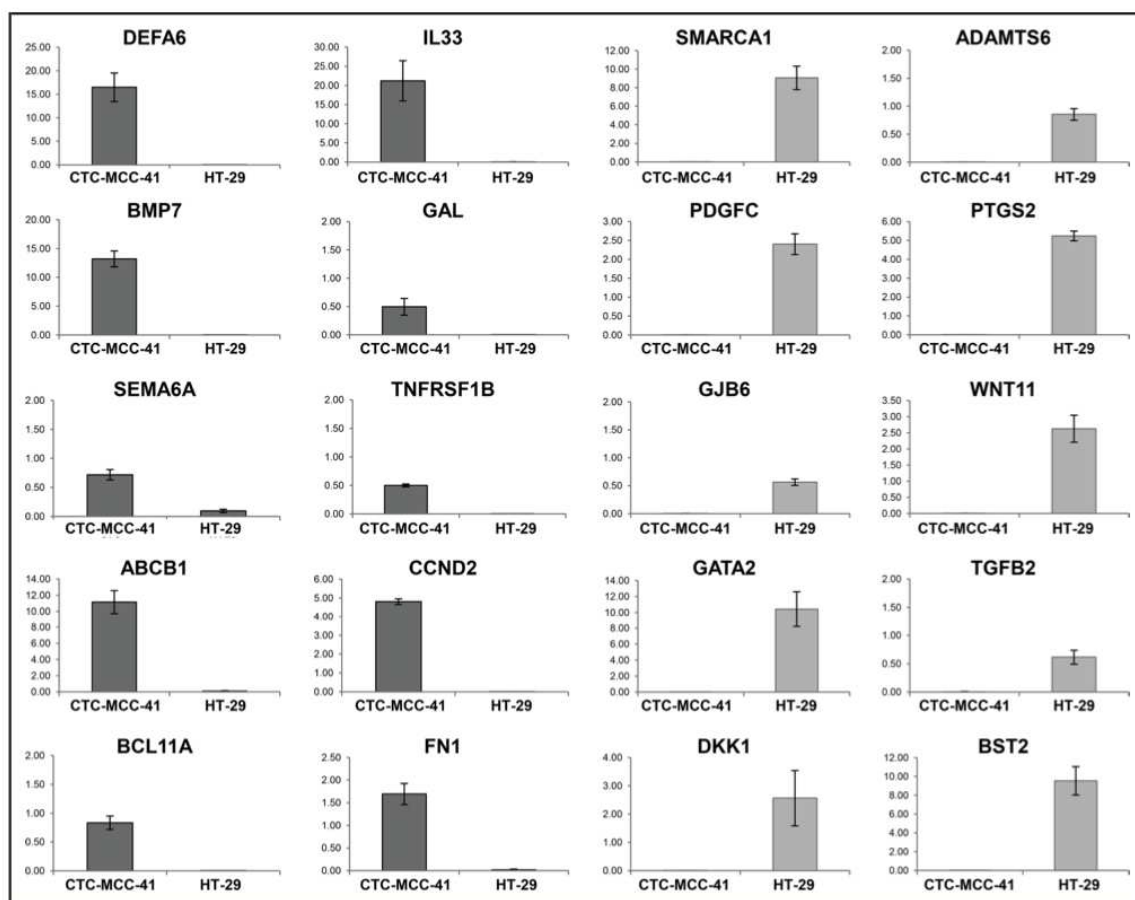 DEFA6 IL33 SMARCA1 ADAMTS6
25.00 30.00 12.00 2.00
20.00 25.00 10.00 1.50
15.00 20.00 8.00 1.00
10.00 15.00 6.00 0.50
5.00 10.00 4.00 0.00
0.00 5.00 2.00
0.00 0.00
CTC-MCC-41 HT-29 CTC-MCC-41 HT-29 CTC-MCC-41 HT-29 CTC-MCC-41 HT-29
BMP7 GAL PDGFC PTGS2
20.00 2.00 3.00 6.00
15.00 1.50 2.50 5.00
10.00 1.00 2.00 4.00
5.00 0.50 1.50 3.00
0.00 0.00 1.00 2.00
0.50 1.00
0.00 0.00
CTC-MCC-41 HT-29 CTC-MCC-41 HT-29 CTC-MCC-41 HT-29 CTC-MCC-41 HT-29
SEMA6A TNFRSF1B GJB6 WNT11
2.00 2.00 2.00 3.50
1.50 1.50 1.50 3.00
1.00 1.00 1.00 2.50
0.50 0.50 0.50 2.00
0.00 0.00 0.00 1.50
1.00
0.50
0.00
CTC-MCC-41 HT-29 CTC-MCC-41 HT-29 CTC-MCC-41 HT-29 CTC-MCC-41 HT-29
ABCB1 CCND2 GATA2 TGFB2
14.00 6.00 14.00 2.00
12.00 5.00 12.00 1.50
10.00 4.00 10.00 1.00
8.00 3.00 8.00 0.50
6.00 2.00 6.00 0.00
4.00 1.00 4.00
2.00 0.00 2.00
0.00 0.00
CTC-MCC-41 HT-29 CTC-MCC-41 HT-29 CTC-MCC-41 HT-29 CTC-MCC-41 HT-29
BCL11A FN1 DKK1 BST2
2.00 2.50 4.00 12.00
1.50 2.00 3.00 10.00
1.00 1.50 2.00 8.00
0.50 1.00 1.00 6.00
0.00 0.50 0.00 4.00
0.00 2.00
0.00
CTC-MCC-41 HT-29 CTC-MCC-41 HT-29 CTC-MCC-41 HT-29 CTC-MCC-41 HT-29